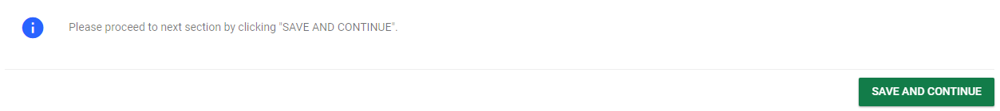 Please proceed to next section by clicking "SAVE AND CONTINUE".
SAVE AND CONTINUE